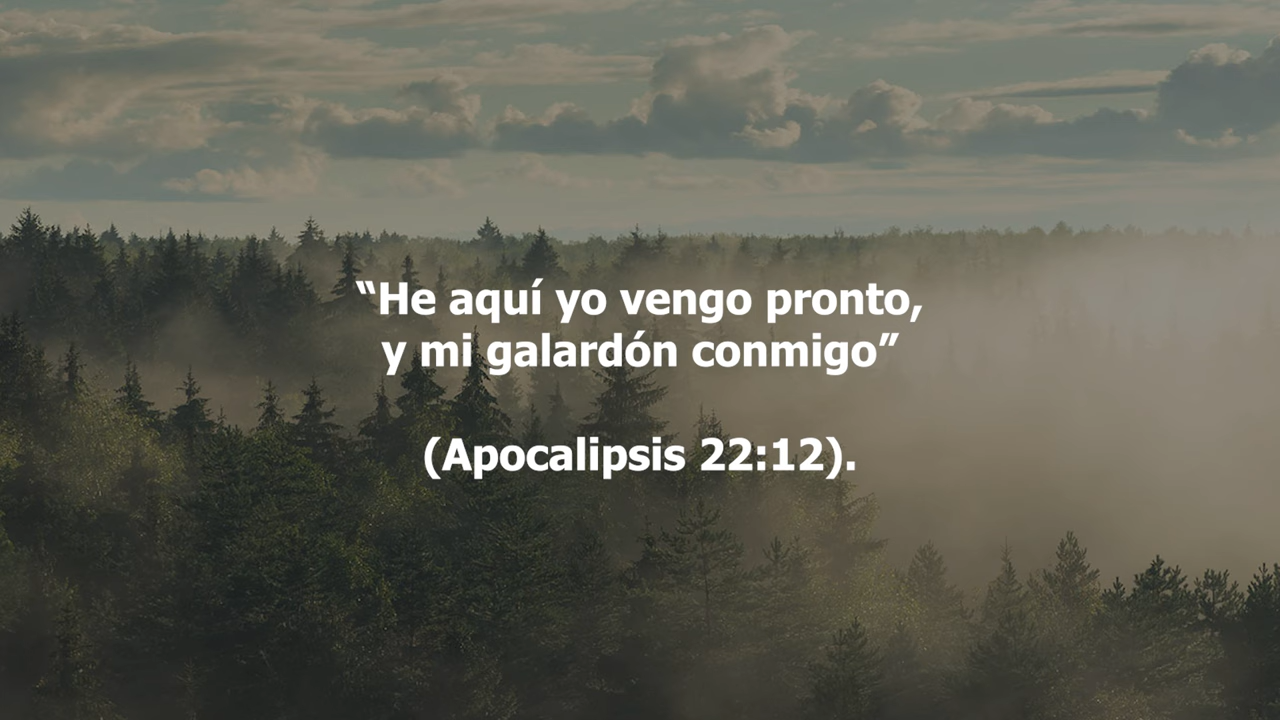 “He aquí yo vengo pronto,
y mi galardón conmigo”
(Apocalipsis 22:12).